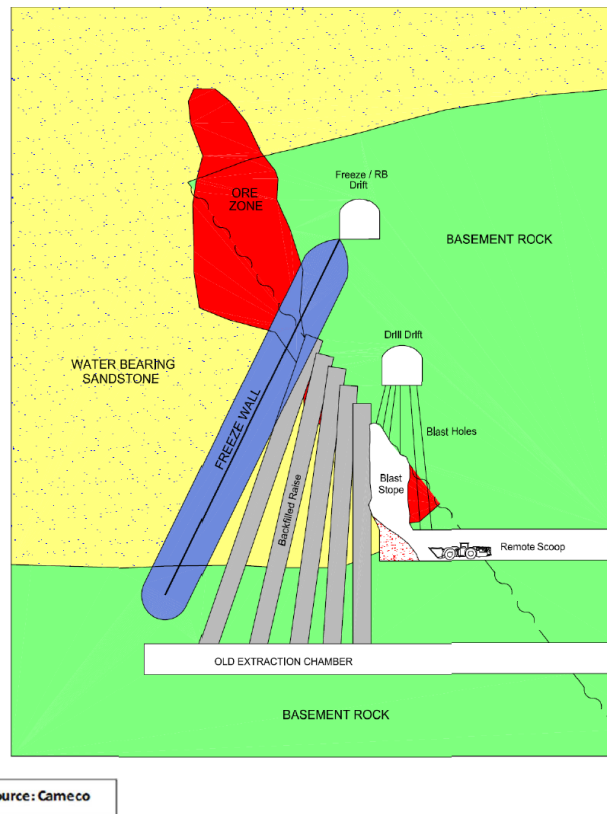 ORE
ZONE
Freeze / RB
Drift
BASEMENT ROCK
Drill Drift
WATER BEARING
SANDSTONE
FREEZE WALL
Blast Holes
Blast
Stope
Backfilled Raise
Remote Scoop
OLD EXTRACTION CHAMBER
BASEMENT ROCK
ource: Cameco